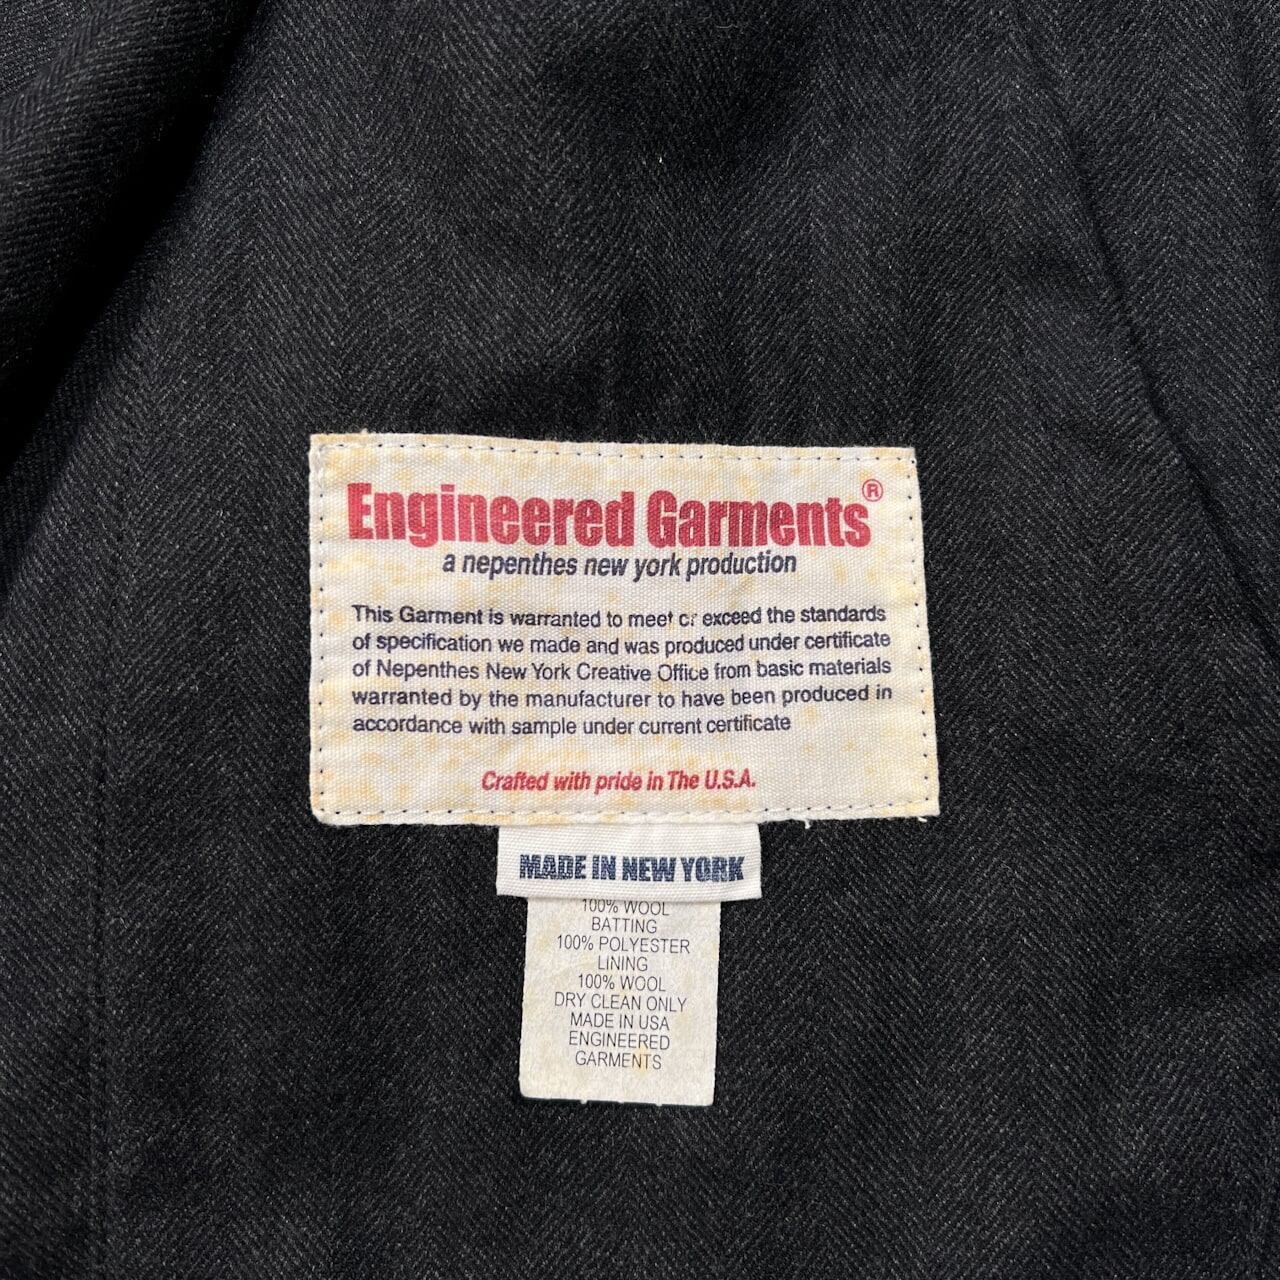 Engineered Garments®
a nepenthes new york production
This Garment is warranted to meet or exceed the standards
of specification we made and was produced under certificate
of Nepenthes New York Creative Office from basic materials
warranted by the manufacturer to have been produced in
accordance with sample under current certificate
Crafted with pride in The U.S.A.
MADE IN NEW YORK
100% WOOL
BATTING
100% POLYESTER
LINING
100% WOOL
DRY CLEAN ONLY
MADE IN USA
ENGINEERED
GARMENTS